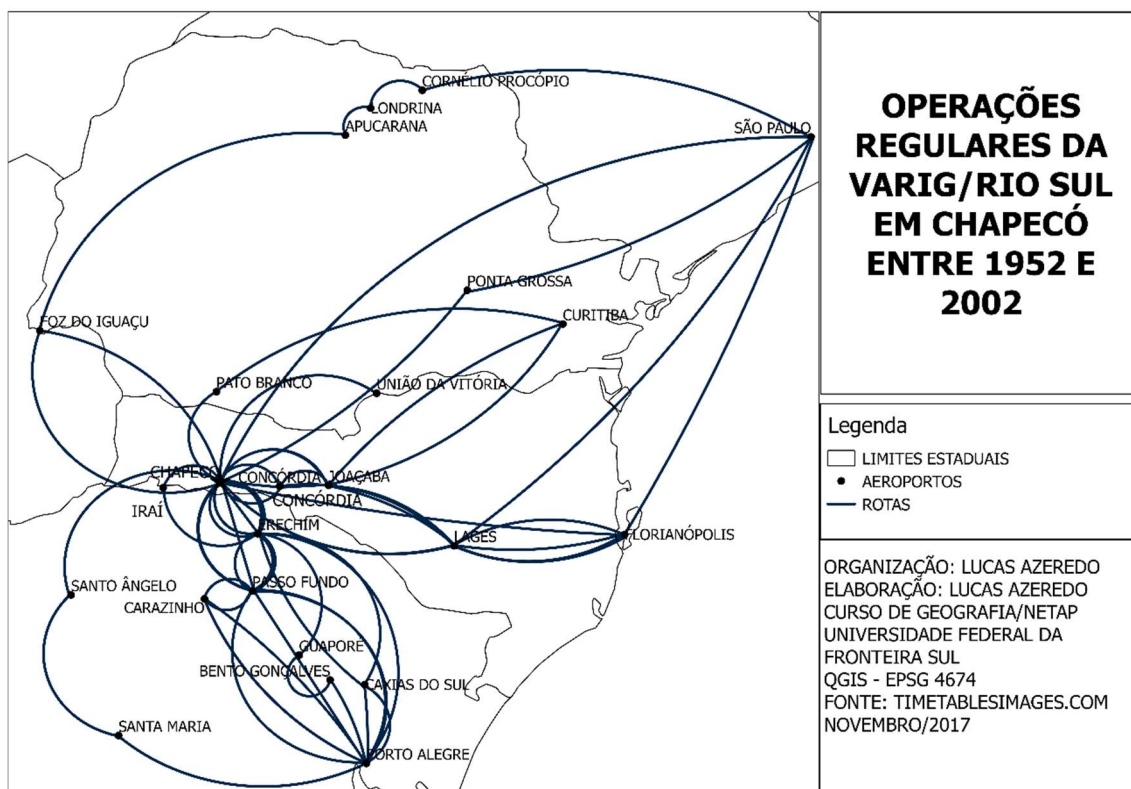 CORNÉLIO PROCÓPIO
LONDRINA
APUCARANA
SÃO PAULO
PONTA GROSSA
CURITIBA
FOZ DO IGUAÇU
PATO BRANCO
UNIÃO DA VITÓRIA
CHAPECÓ
CONCÓRDIA
JOAÇABA
CONCÓRDIA
IRAÍ
ERECHIM
LAGES
FLORIANÓPOLIS
PASSO FUNDO
SANTO ÂNGELO
CARAZINHO
GUAPORÉ
BENTO GONÇALVES
CAXIAS DO SUL
SANTA MARIA
PORTO ALEGRE
OPERAÇÕES
REGULARES DA
VARIG/RIO SUL
EM CHAPECÓ
ENTRE 1952 E
2002
Legenda
LIMITES ESTADUAIS
AEROPORTOS
ROTAS
ORGANIZAÇÃO: LUCAS AZEREDO
ELABORAÇÃO: LUCAS AZEREDO
CURSO DE GEOGRAFIA/NETAP
UNIVERSIDADE FEDERAL DA
FRONTEIRA SUL
QGIS - EPSG 4674
FONTE: TIMETABLESIMAGES.COM
NOVEMBRO/2017